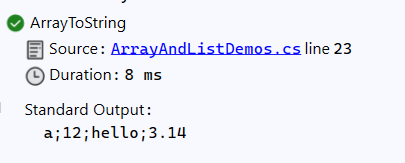 ArrayToString
Source: ArrayAndListDemos.cs line 23
Duration: 8 ms
Standard Output:
a;12;hello;3.14